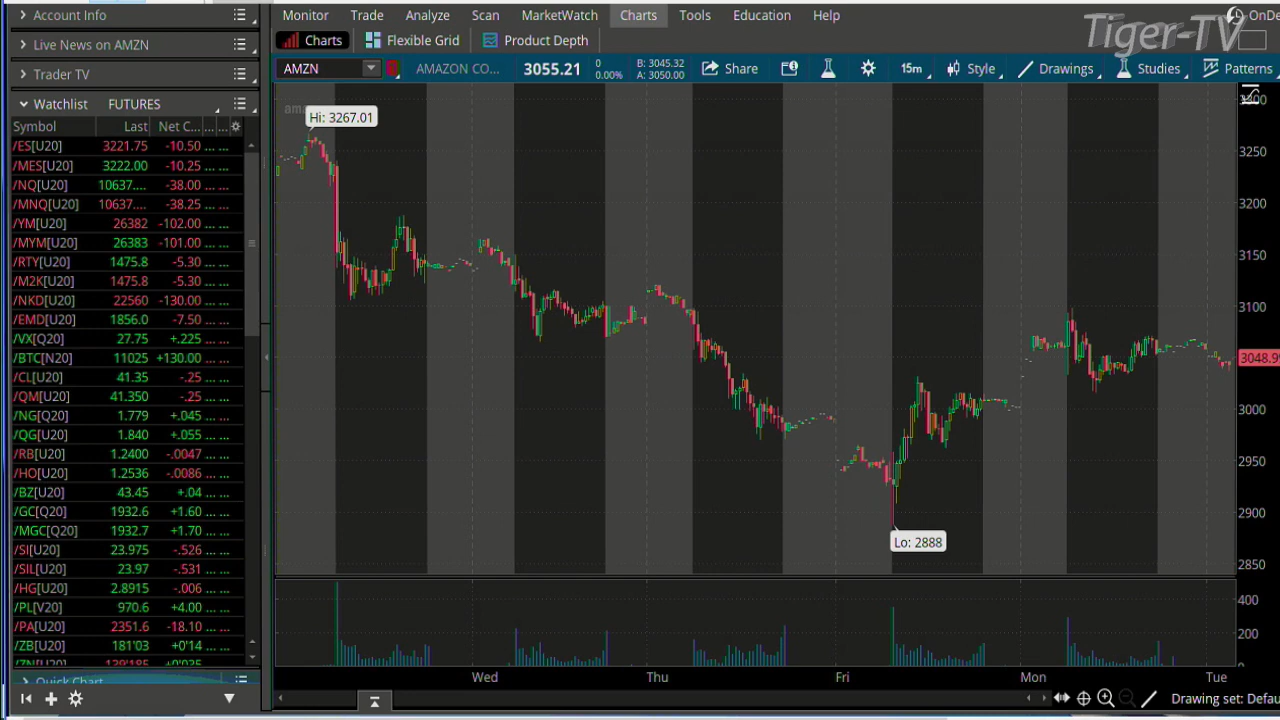 Account Info
Live News on AMZN
Trader TV
Watchlist FUTURES
Symbol Last Net C... ... ...
/ES[U20] 3221.75 -10.50 ... ...
/MES[U20] 3222.00 -10.25 ... ...
/NQ[U20] 10637.... -38.00 ... ...
/MNQ[U20] 10637.... -38.25 ... ...
/YM[U20] 26382 -102.00 ... ...
/MYM[U20] 26383 -101.00 ... ...
/RTY[U20] 1475.8 -5.30 ... ...
/M2K[U20] 1475.8 -5.30 ... ...
/NKD[U20] 22560 -130.00 ... ...
/EMD[U20] 1856.0 -7.50 ... ...
/VX[Q20] 27.75 +.225 ... ...
/BTC[N20] 11025 +130.00 ... ...
/CL[U20] 41.35 -.25 ... ...
/QM[U20] 41.350 -.25 ... ...
/NG[Q20] 1.779 +.045 ... ...
/QG[U20] 1.840 +.055 ... ...
/RB[U20] 1.2400 -.0047 ... ...
/HO[U20] 1.2536 -.0086 ... ...
/BZ[U20] 43.45 +.04 ... ...
/GC[Q20] 1932.6 +1.60 ... ...
/MGC[Q20] 1932.7 +1.70 ... ...
/SI[U20] 23.975 -.526 ... ...
/SIL[U20] 23.97 -.531 ... ...
/HG[U20] 2.8915 -.006 ... ...
/PL[V20] 970.6 +4.00 ... ...
/PA[U20] 2351.6 -18.10 ... ...
/ZB[U20] 181'03 +0'14 ... ...
/ZN[U20] 139'185 +0'035 ... ...
Quick Chart
Monitor Trade Analyze Scan MarketWatch Charts Tools Education Help
Tiger-TV
OnDe
Charts Flexible Grid Product Depth
AMZN AMAZON CO... 3055.21 0 0.00% B: 3045.32 A: 3050.00 Share 15m Style Drawings Studies Patterns
Hi: 3267.01
3300
3250
3200
3150
3100
3048.9
3000
2950
2900
Lo: 2888
2850
400
200
0
Wed Thu Fri Mon Tue
Drawing set: Defau